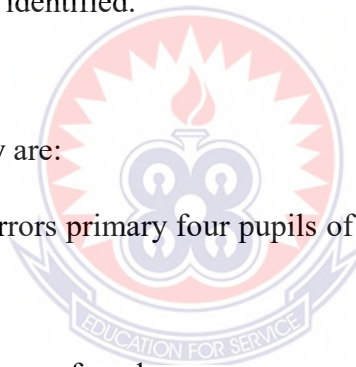 identified.
y are:
rrors primary four pupils of
EDUCATION FOR SERVICE